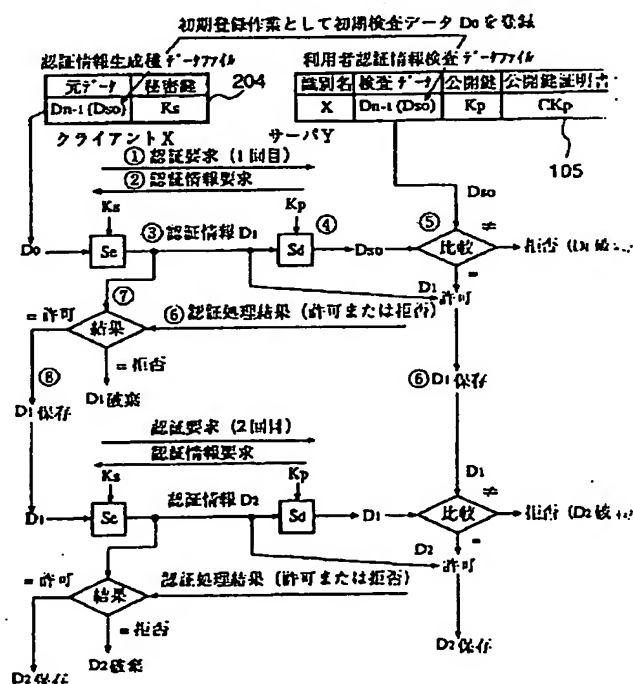 初期登録作業として初期検査データDoを登録
認証情報生成種データファイル
利用者認証情報検査データファイル
元データ 秘密鍵
Dn-1{Dso} Ks
204
識別名 検査データ 公開鍵 公開鍵証明書
X Dn-1{Dso} Kp CKp
105
クライアントX サーバY
①認証要求(1回目)
②認証情報要求
Dso
Ks Kp
③認証情報D1
④
⑤
≠
Do Se Sd Dso 比較 拒否(D1破
=
D1 許可
⑦
⑥認証処理結果(許可または拒否)
=許可 結果
=拒否
⑧
D1破棄
⑥D1保存
D1保存
認証要求(2回目)
認証情報要求
D1
Ks Kp
認証情報D2
≠
D1 Se Sd D1 比較 拒否(D2破
=
D2 許可
認証処理結果(許可または拒否)
=許可 結果
=拒否
D2保存 D2破棄
D2保存